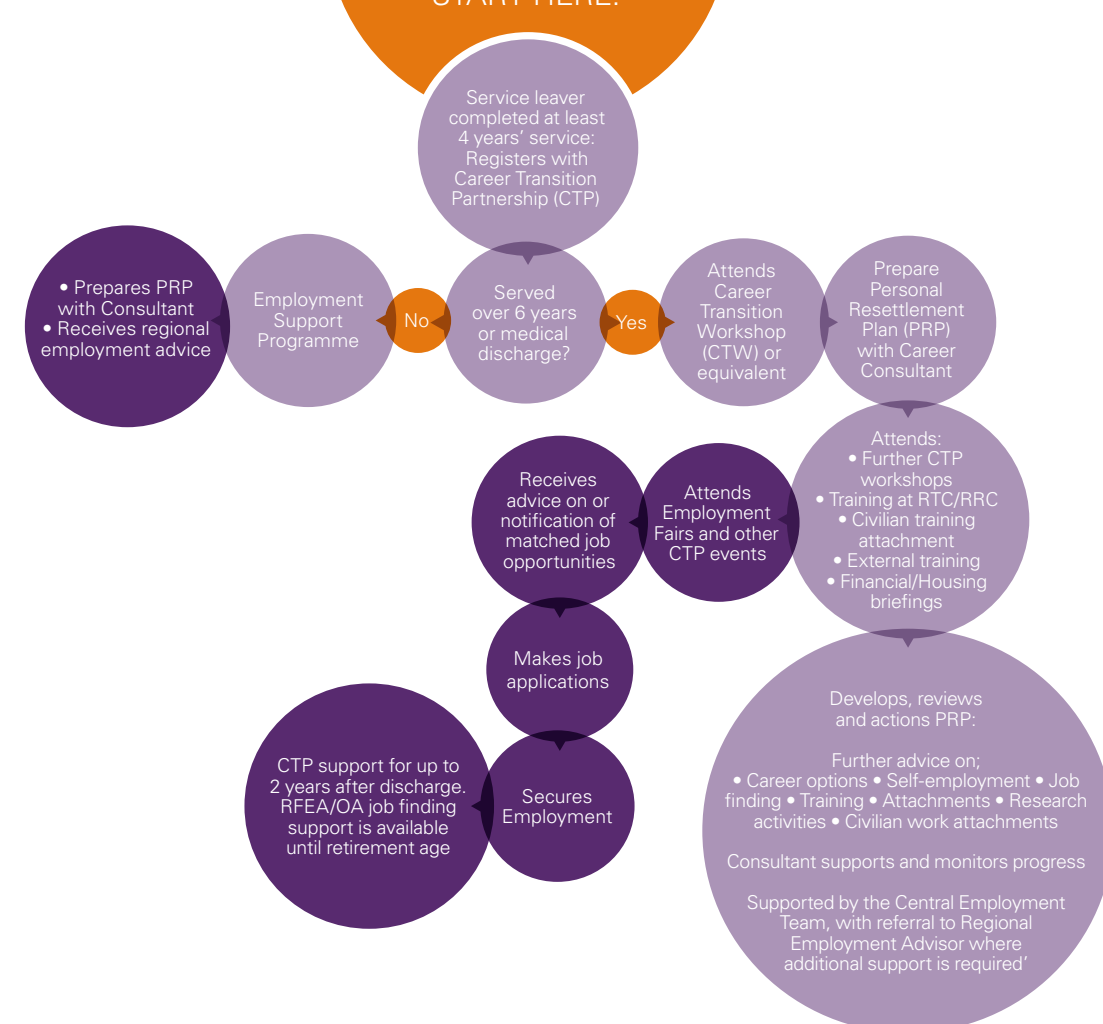 START HERE:
Service leaver
completed at least
4 years’ service:
Registers with
Career Transition
Partnership (CTP)
• Prepares PRP
with Consultant
• Receives regional
employment advice
Employment
Support
Programme
No
Served
over 6 years
or medical
discharge?
Yes
Attends
Career
Transition
Workshop
(CTW) or
equivalent
Prepare
Personal
Resettlement
Plan (PRP)
with Career
Consultant
Attends:
• Further CTP
workshops
• Training at RTC/RRC
• Civilian training
attachment
• External training
• Financial/Housing
briefings
Attends
Employment
Fairs and other
CTP events
Receives
advice on or
notification of
matched job
opportunities
Makes job
applications
Secures
Employment
CTP support for up to
2 years after discharge.
RFEA/OA job finding
support is available
until retirement age
Develops, reviews
and actions PRP:
Further advice on;
• Career options • Self-employment • Job
finding • Training • Attachments • Research
activities • Civilian work attachments
Consultant supports and monitors progress
Supported by the Central Employment
Team, with referral to Regional
Employment Advisor where
additional support is required’